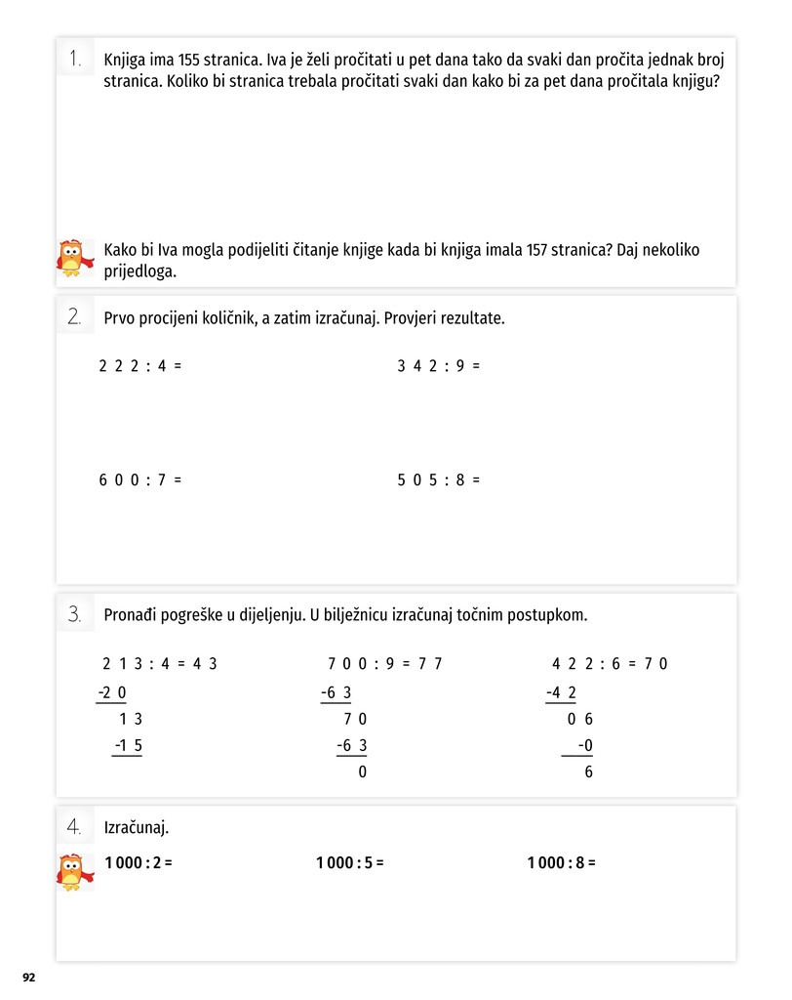 1. Knjiga ima 155 stranica. Iva je želi pročitati u pet dana tako da svaki dan pročita jednak broj
stranica. Koliko bi stranica trebala pročitati svaki dan kako bi za pet dana pročitala knjigu?
Kako bi Iva mogla podijeliti čitanje knjige kada bi knjiga imala 157 stranica? Daj nekoliko
prijedloga.
2. Prvo procijeni količnik, a zatim izračunaj. Provjeri rezultate.
2 2 2 : 4 = 3 4 2 : 9 =
6 0 0 : 7 = 5 0 5 : 8 =
3. Pronađi pogreške u dijeljenju. U bilježnicu izračunaj točnim postupkom.
2 1 3 : 4 = 4 3 7 0 0 : 9 = 7 7 4 2 2 : 6 = 7 0
-2 0 -6 3 -4 2
1 3 7 0 0 6
-1 5 -6 3 -0
0 6
4. Izračunaj.
1 000 : 2 = 1 000 : 5 = 1 000 : 8 =
92